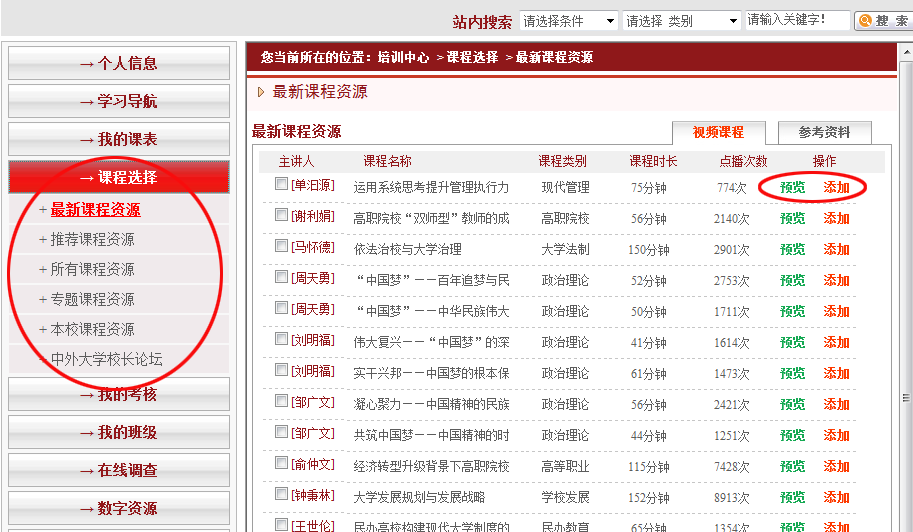 站内搜索 请选择条件 请选择 类别 请输入关键字! 搜 索
→ 个人信息
→ 学习导航
→ 我的课表
→ 课程选择
+ 最新课程资源
+ 推荐课程资源
+ 所有课程资源
+ 专题课程资源
+ 本校课程资源
+ 中外大学校长论坛
→ 我的考核
→ 我的班级
→ 在线调查
→ 数字资源
您当前所在的位置：培训中心 >课程选择 >最新课程资源
最新课程资源
最新课程资源 视频课程 参考资料
主讲人 课程名称 课程类别 课程时长 点播次数 操作
[单汨源] 运用系统思考提升管理执行力 现代管理 75分钟 774次 预览 添加
[谢利娟] 高职院校“双师型”教师的成 高职院校 56分钟 2140次 预览 添加
[马怀德] 依法治校与大学治理 大学法制 150分钟 2901次 预览 添加
[周天勇] “中国梦”——百年追梦与民 政治理论 52分钟 2753次 预览 添加
[周天勇] “中国梦”——中华民族伟大 政治理论 50分钟 1711次 预览 添加
[刘明福] 伟大复兴——“中国梦”的深 政治理论 41分钟 1614次 预览 添加
[刘明福] 实干兴邦——中国梦的根本保 政治理论 61分钟 1473次 预览 添加
[邹广文] 凝心聚力——中国精神的民族 政治理论 56分钟 2421次 预览 添加
[邹广文] 共筑中国梦——中国精神的时 政治理论 44分钟 1251次 预览 添加
[俞仲文] 经济转型升级背景下高职院校 高等职业 115分钟 7428次 预览 添加
[钟秉林] 大学发展规划与发展战略 学校发展 152分钟 8913次 预览 添加
[王世伦] 民办高校构建现代大学制度的 民办教育 65分钟 1354次 预览 添加